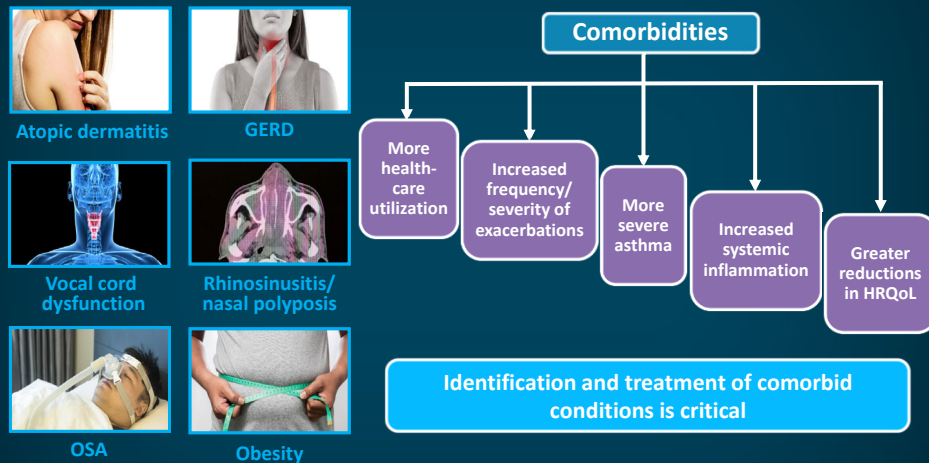 Atopic dermatitis
GERD
Vocal cord
dysfunction
Rhinosinusitis/
nasal polyposis
OSA
Obesity
Comorbidities
More
health-
care
utilization
Increased
frequency/
severity of
exacerbations
More
severe
asthma
Increased
systemic
inflammation
Greater
reductions
in HRQoL
Identification and treatment of comorbid
conditions is critical